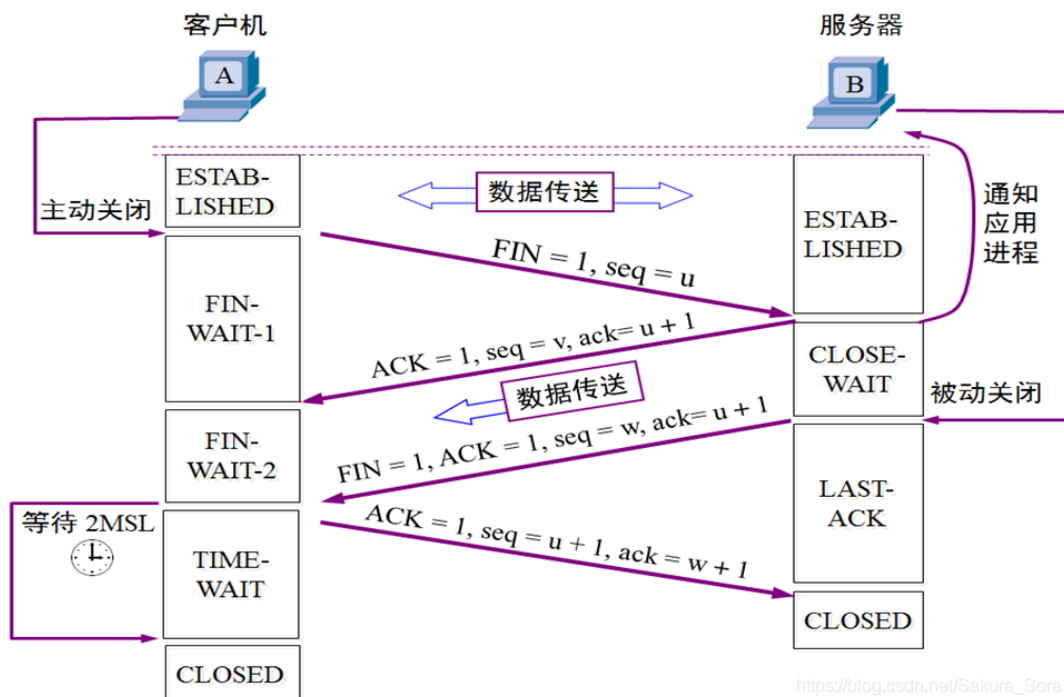 客户机
服务器
A
B
ESTAB-
LISHED
数据传送
主动关闭
ESTAB-
LISHED
通知
应用
进程
FIN = 1, seq = u
FIN-
WAIT-1
ACK = 1, seq = v, ack= u + 1
CLOSE-
WAIT
数据传送
被动关闭
FIN-
WAIT-2
FIN = 1, ACK = 1, seq = w, ack= u + 1
LAST-
ACK
等待 2MSL
ACK = 1, seq = u + 1, ack = w + 1
TIME-
WAIT
CLOSED
CLOSED
https://blog.csdn.net/Sakura_Sora